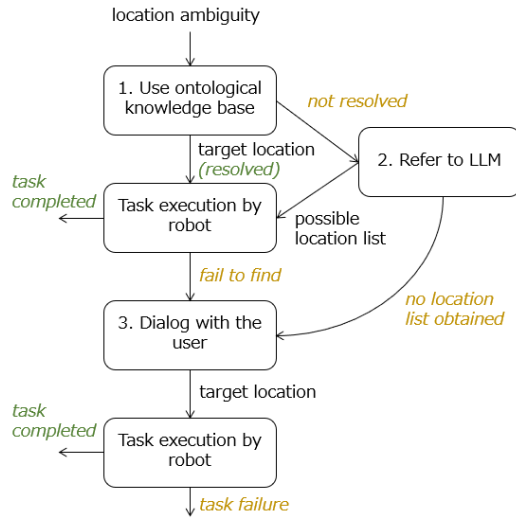 location ambiguity
1. Use ontological
knowledge base
not resolved
target location
(resolved)
2. Refer to LLM
task
completed
Task execution by
robot
possible
location list
fail to find
no location
list obtained
3. Dialog with the
user
target location
task
completed
Task execution by
robot
task failure